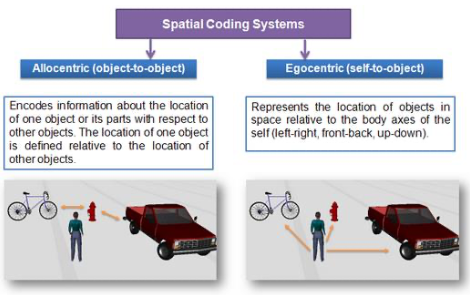 Spatial Coding Systems
Allocentric (object-to-object)
Encodes information about the location
of one object or its parts with respect to
other objects. The location of one object
is defined relative to the location of
other objects.
Egocentric (self-to-object)
Represents the location of objects in
space relative to the body axes of the
self (left-right, front-back, up-down).